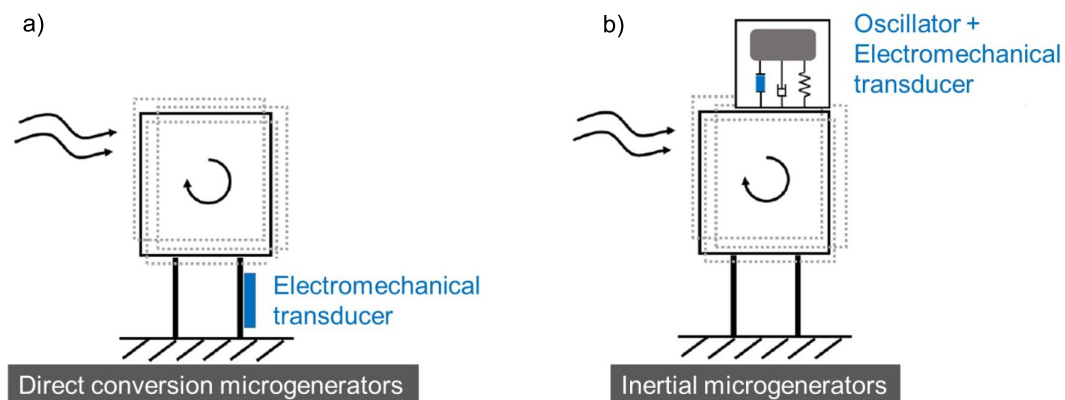 a)
Electromechanical
transducer
Direct conversion microgenerators
b)
Oscillator +
Electromechanical
transducer
Inertial microgenerators